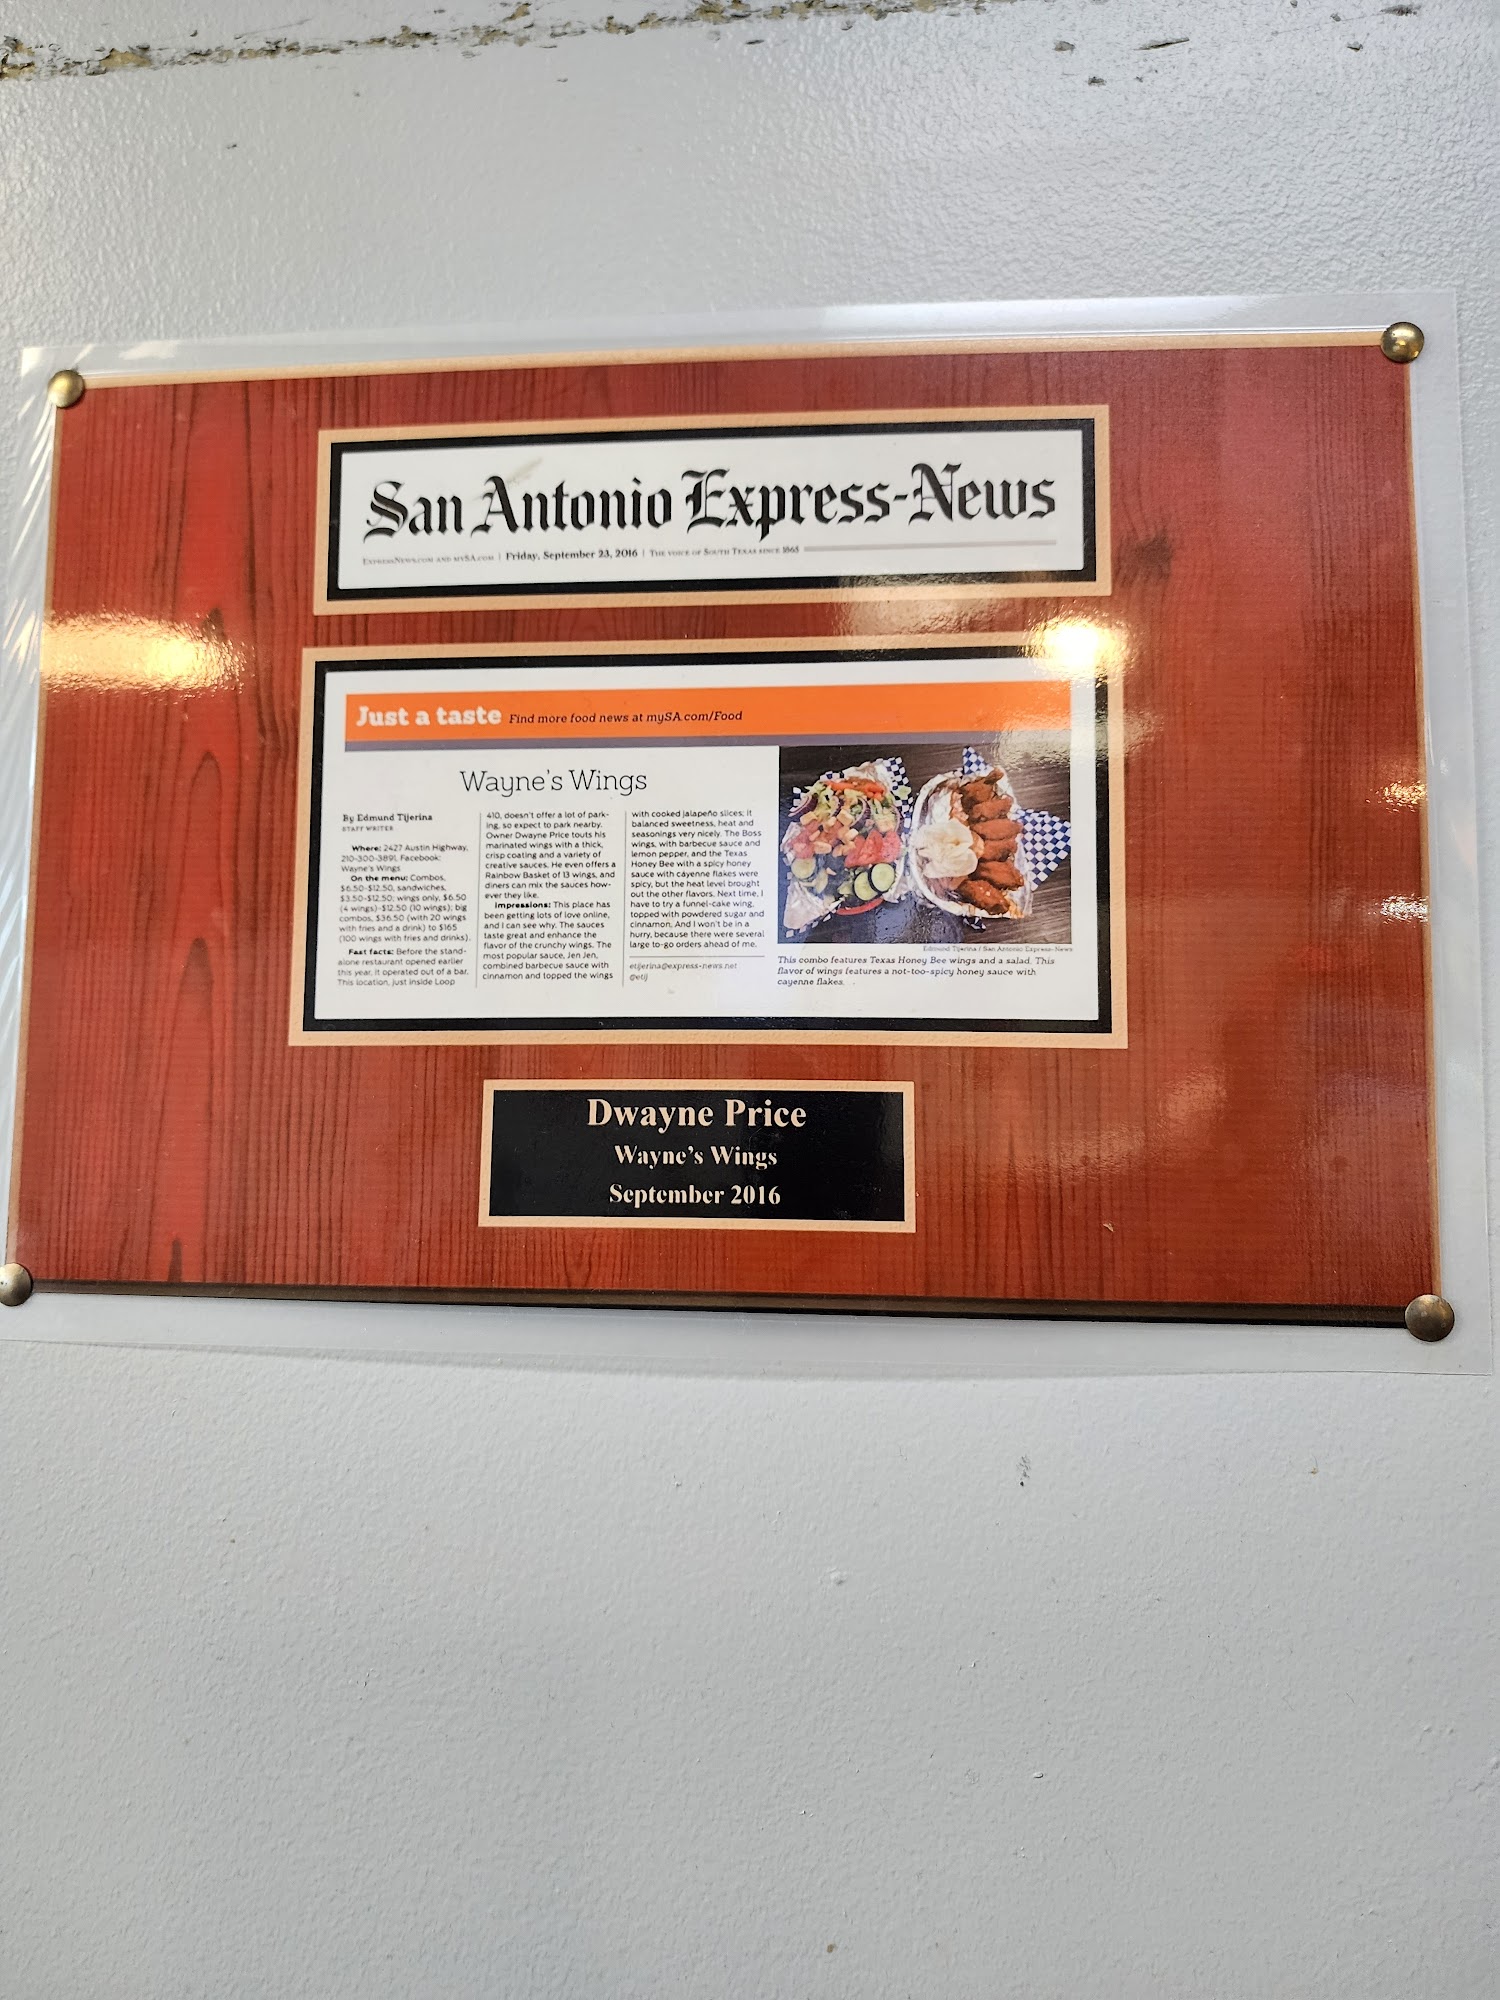 San Antonio Express-News
ExpressNews.com and mySA.com | Friday, September 23, 2016 | The voice of South Texas since 1865
Just a taste Find more food news at mySA.com/Food
Wayne's Wings
By Edmund Tijerina
STAFF WRITER
Where: 2427 Austin Highway,
210-300-3891, Facebook:
Wayne's Wings
On the menu: Combos,
$6.50-$12.50, sandwiches,
$3.50-$12.50; wings only, $6.50
(4 wings)-$12.50 (10 wings); big
combos, $36.50 (with 20 wings
with fries and a drink) to $165
(100 wings with fries and drinks).
Fast facts: Before the stand-
alone restaurant opened earlier
this year, it operated out of a bar.
This location, just inside Loop
410, doesn't offer a lot of park-
ing, so expect to park nearby.
Owner Dwayne Price touts his
marinated wings with a thick,
crisp coating and a variety of
creative sauces. He even offers a
Rainbow Basket of 13 wings, and
diners can mix the sauces how-
ever they like.
Impressions: This place has
been getting lots of love online,
and I can see why. The sauces
taste great and enhance the
flavor of the crunchy wings. The
most popular sauce, Jen Jen,
combined barbecue sauce with
cinnamon and topped the wings
with cooked jalapeño slices; it
balanced sweetness, heat and
seasonings very nicely. The Boss
wings, with barbecue sauce and
lemon pepper, and the Texas
Honey Bee with a spicy honey
sauce with cayenne flakes were
spicy, but the heat level brought
out the other flavors. Next time, I
have to try a funnel-cake wing,
topped with powdered sugar and
cinnamon. And I won't be in a
hurry, because there were several
large to-go orders ahead of me.
etijerina@express-news.net
@etij
Edmund Tijerina / San Antonio Express-News
This combo features Texas Honey Bee wings and a salad. This
flavor of wings features a not-too-spicy honey sauce with
cayenne flakes.
Dwayne Price
Wayne's Wings
September 2016